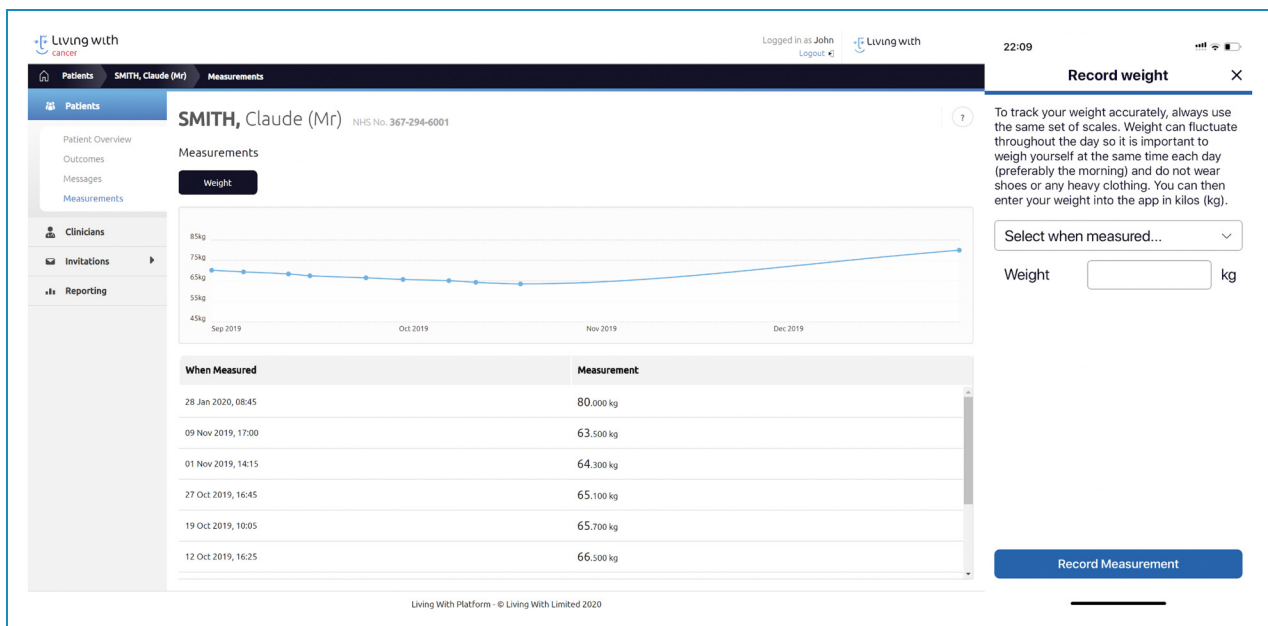 Living with
cancer
Logged in as John
Logout
Living with
Patients SMITH, Claude (Mr) Measurements
Patients
Patient Overview
Outcomes
Messages
Measurements
Clinicians
Invitations
Reporting
SMITH, Claude (Mr) NHS No. 367-294-6001
?
Measurements
Weight
85kg
75kg
65kg
55kg
45kg
Sep 2019 Oct 2019 Nov 2019 Dec 2019
When Measured Measurement
28 Jan 2020, 08:45 80.000 kg
09 Nov 2019, 17:00 63.500 kg
01 Nov 2019, 14:15 64.300 kg
27 Oct 2019, 16:45 65.100 kg
19 Oct 2019, 10:05 65.700 kg
12 Oct 2019, 16:25 66.500 kg
Living With Platform - © Living With Limited 2020
22:09
Record weight
To track your weight accurately, always use
the same set of scales. Weight can fluctuate
throughout the day so it is important to
weigh yourself at the same time each day
(preferably the morning) and do not wear
shoes or any heavy clothing. You can then
enter your weight into the app in kilos (kg).
Select when measured...
Weight kg
Record Measurement